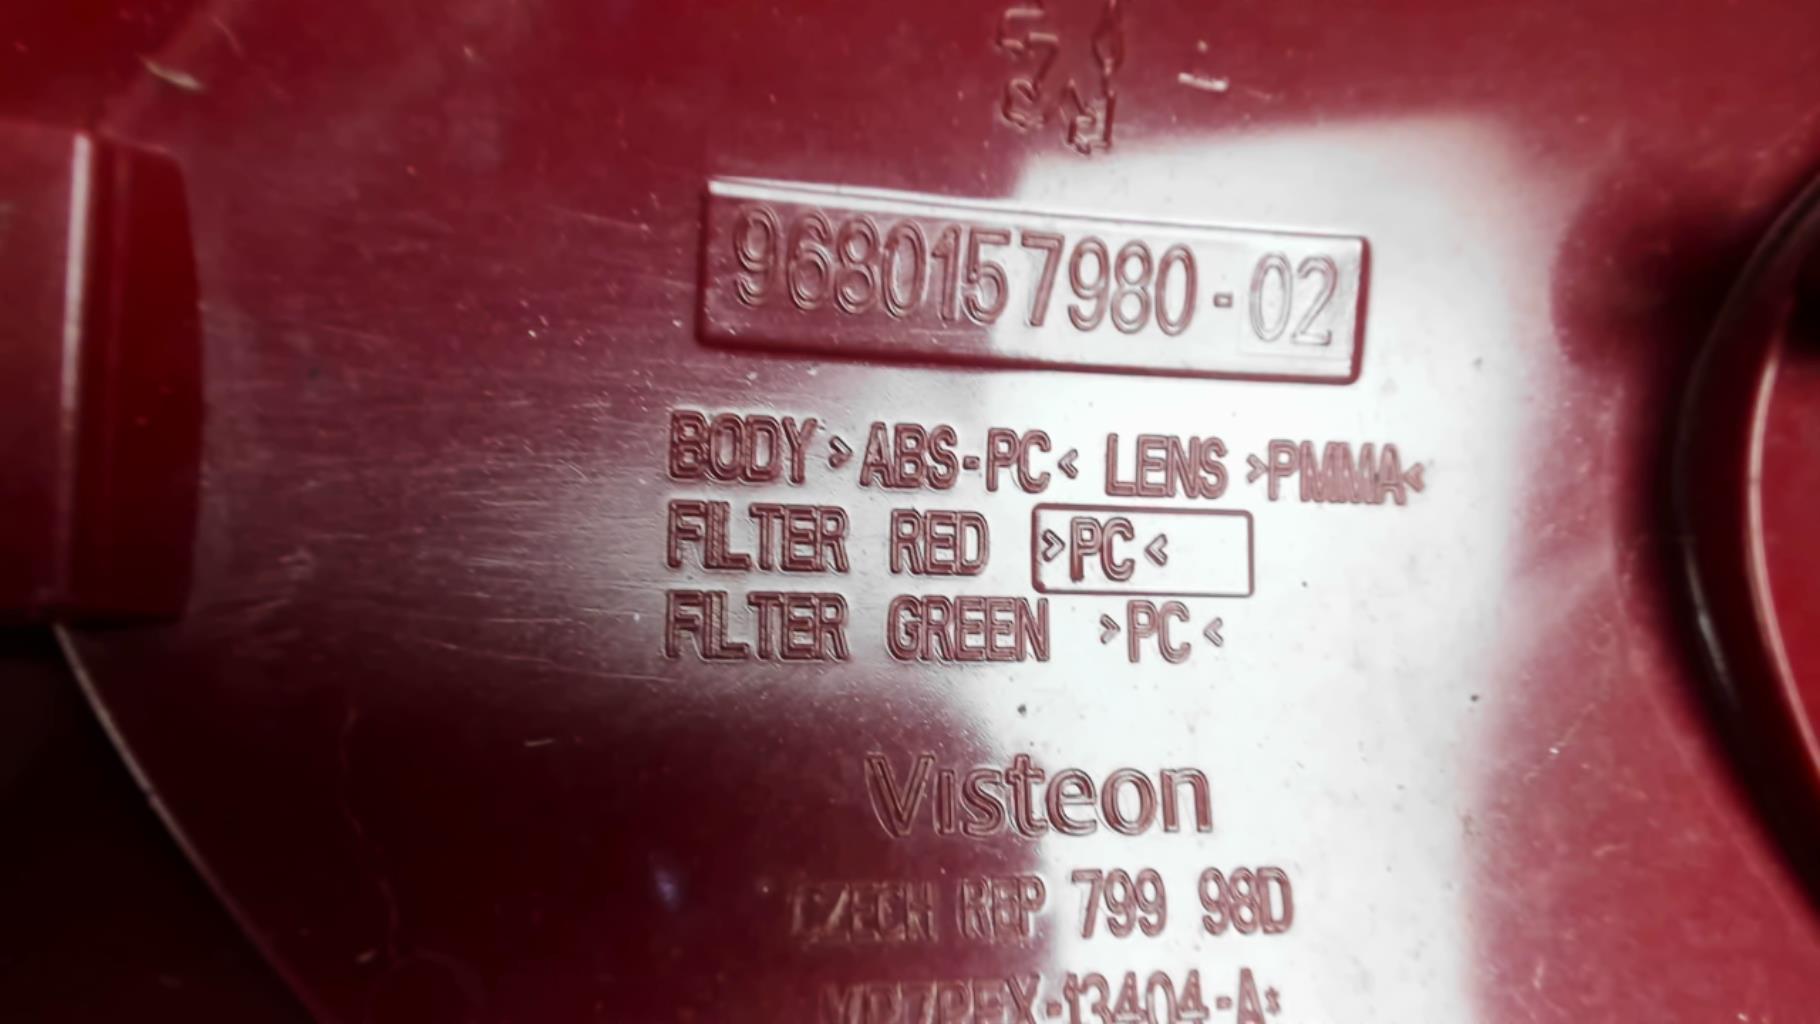 9680157980-02
BODY >ABS-PC< LENS >PMMA<
FILTER RED >PC<
FILTER GREEN >PC<
Visteon
CZECH REP 799 98D